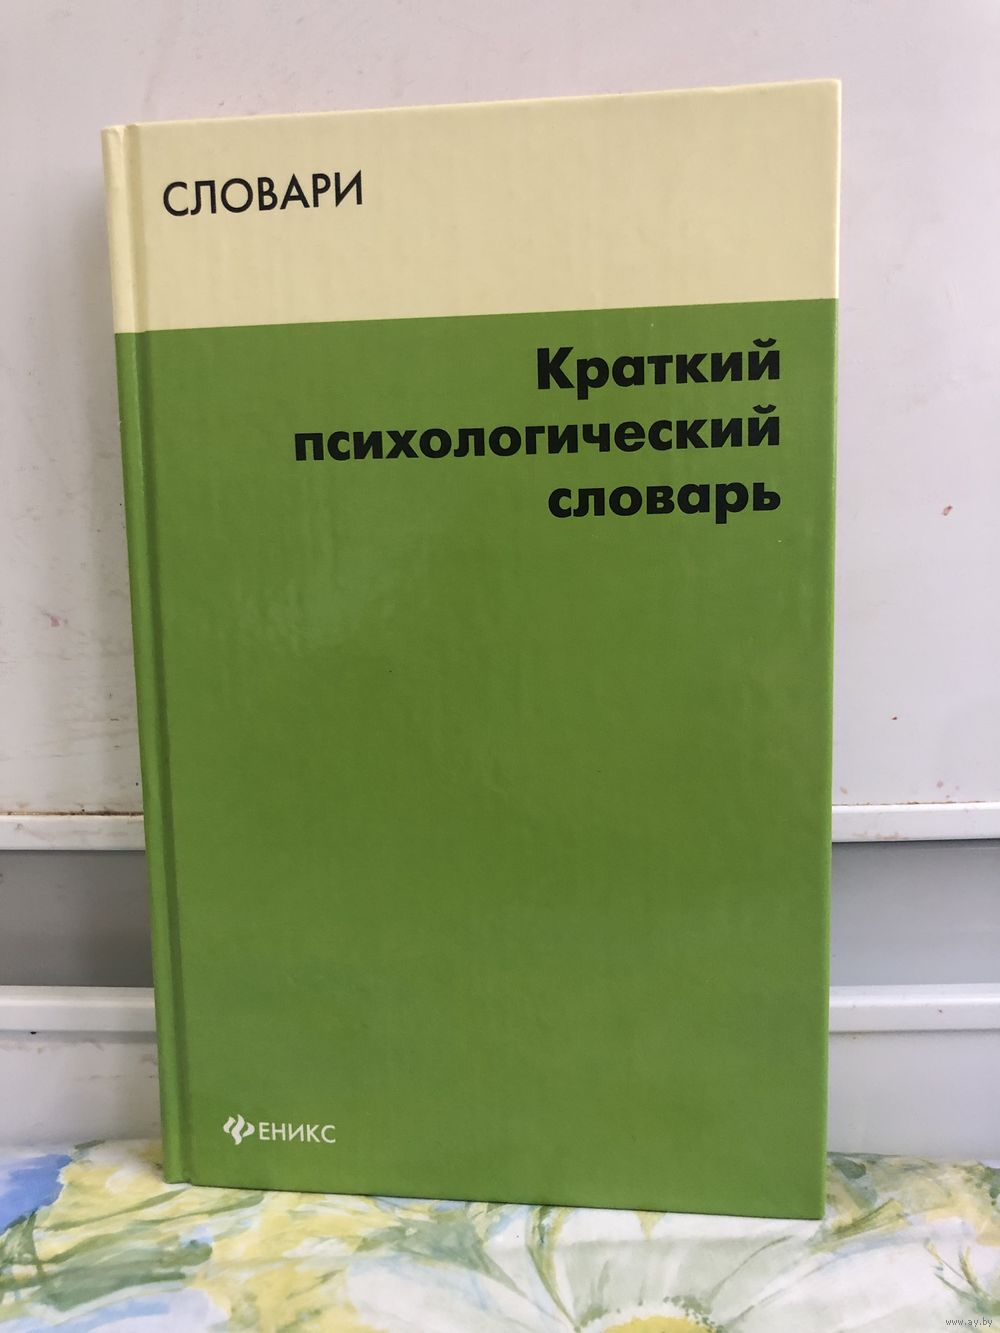 СЛОВАРИ
Краткий
психологический
словарь
ФЕНИКС
www.ay.by